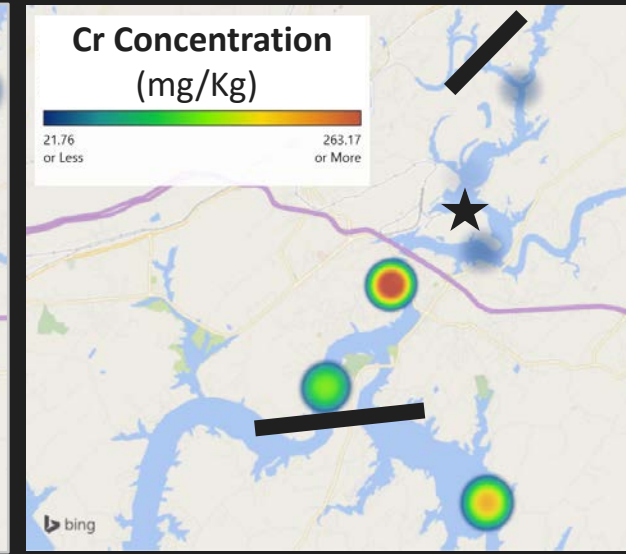 Cr Concentration
(mg/Kg)
21.76 263.17
or Less or More
bing